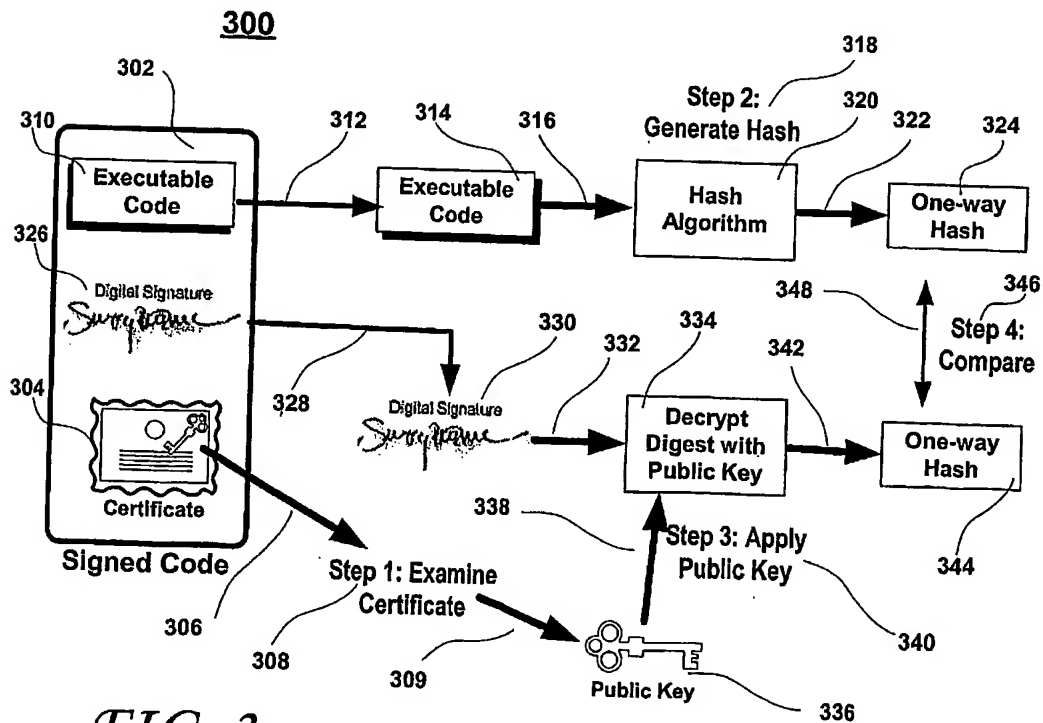 300
302
318
310
312
314
316
Step 2:
Generate Hash
320
322
324
Executable
Code
Executable
Code
Hash
Algorithm
One-way
Hash
326
Digital Signature
328
330
332
334
342
348
346
Step 4:
Compare
Digital Signature
Decrypt
Digest with
Public Key
One-way
Hash
304
Certificate
Signed Code
306
Step 1: Examine
Certificate
308
309
338
Step 3: Apply
Public Key
340
344
Public Key
336
FIG. 3